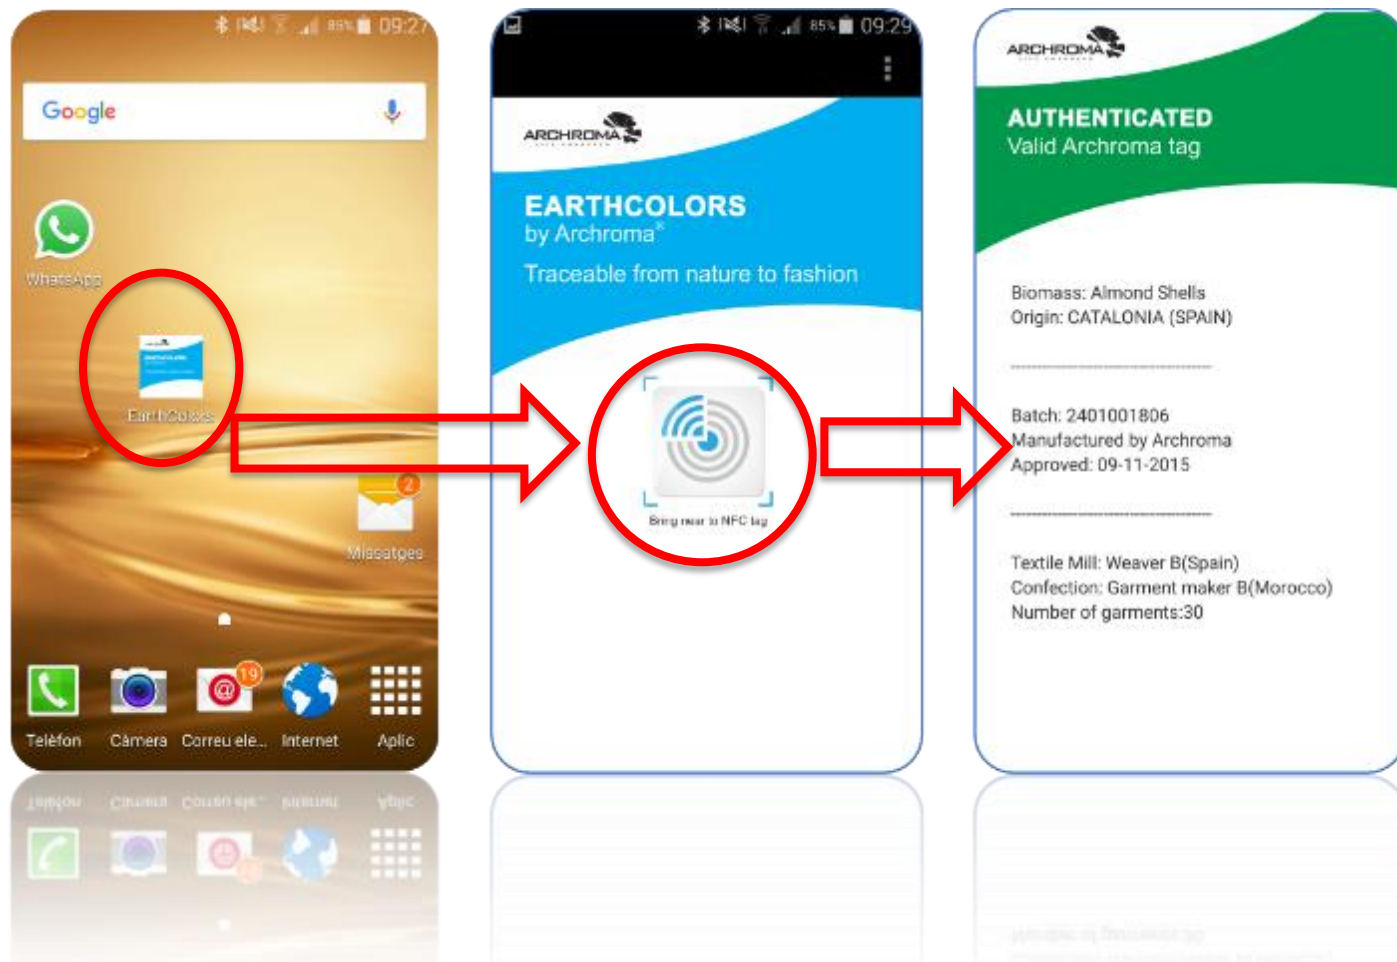 85% 09:27
Google
WhatsApp
EarthColors
2
Missatges
19
@
Telèfon Càmera Correu ele... Internet Aplic
85% 09:29
ARCHROMA
EARTHCOLORS
by Archroma®
Traceable from nature to fashion
Bring near to NFC tag
ARCHROMA
AUTHENTICATED
Valid Archroma tag
Biomass: Almond Shells
Origin: CATALONIA (SPAIN)
Batch: 2401001806
Manufactured by Archroma
Approved: 09-11-2015
Textile Mill: Weaver B(Spain)
Confection: Garment maker B(Morocco)
Number of garments:30